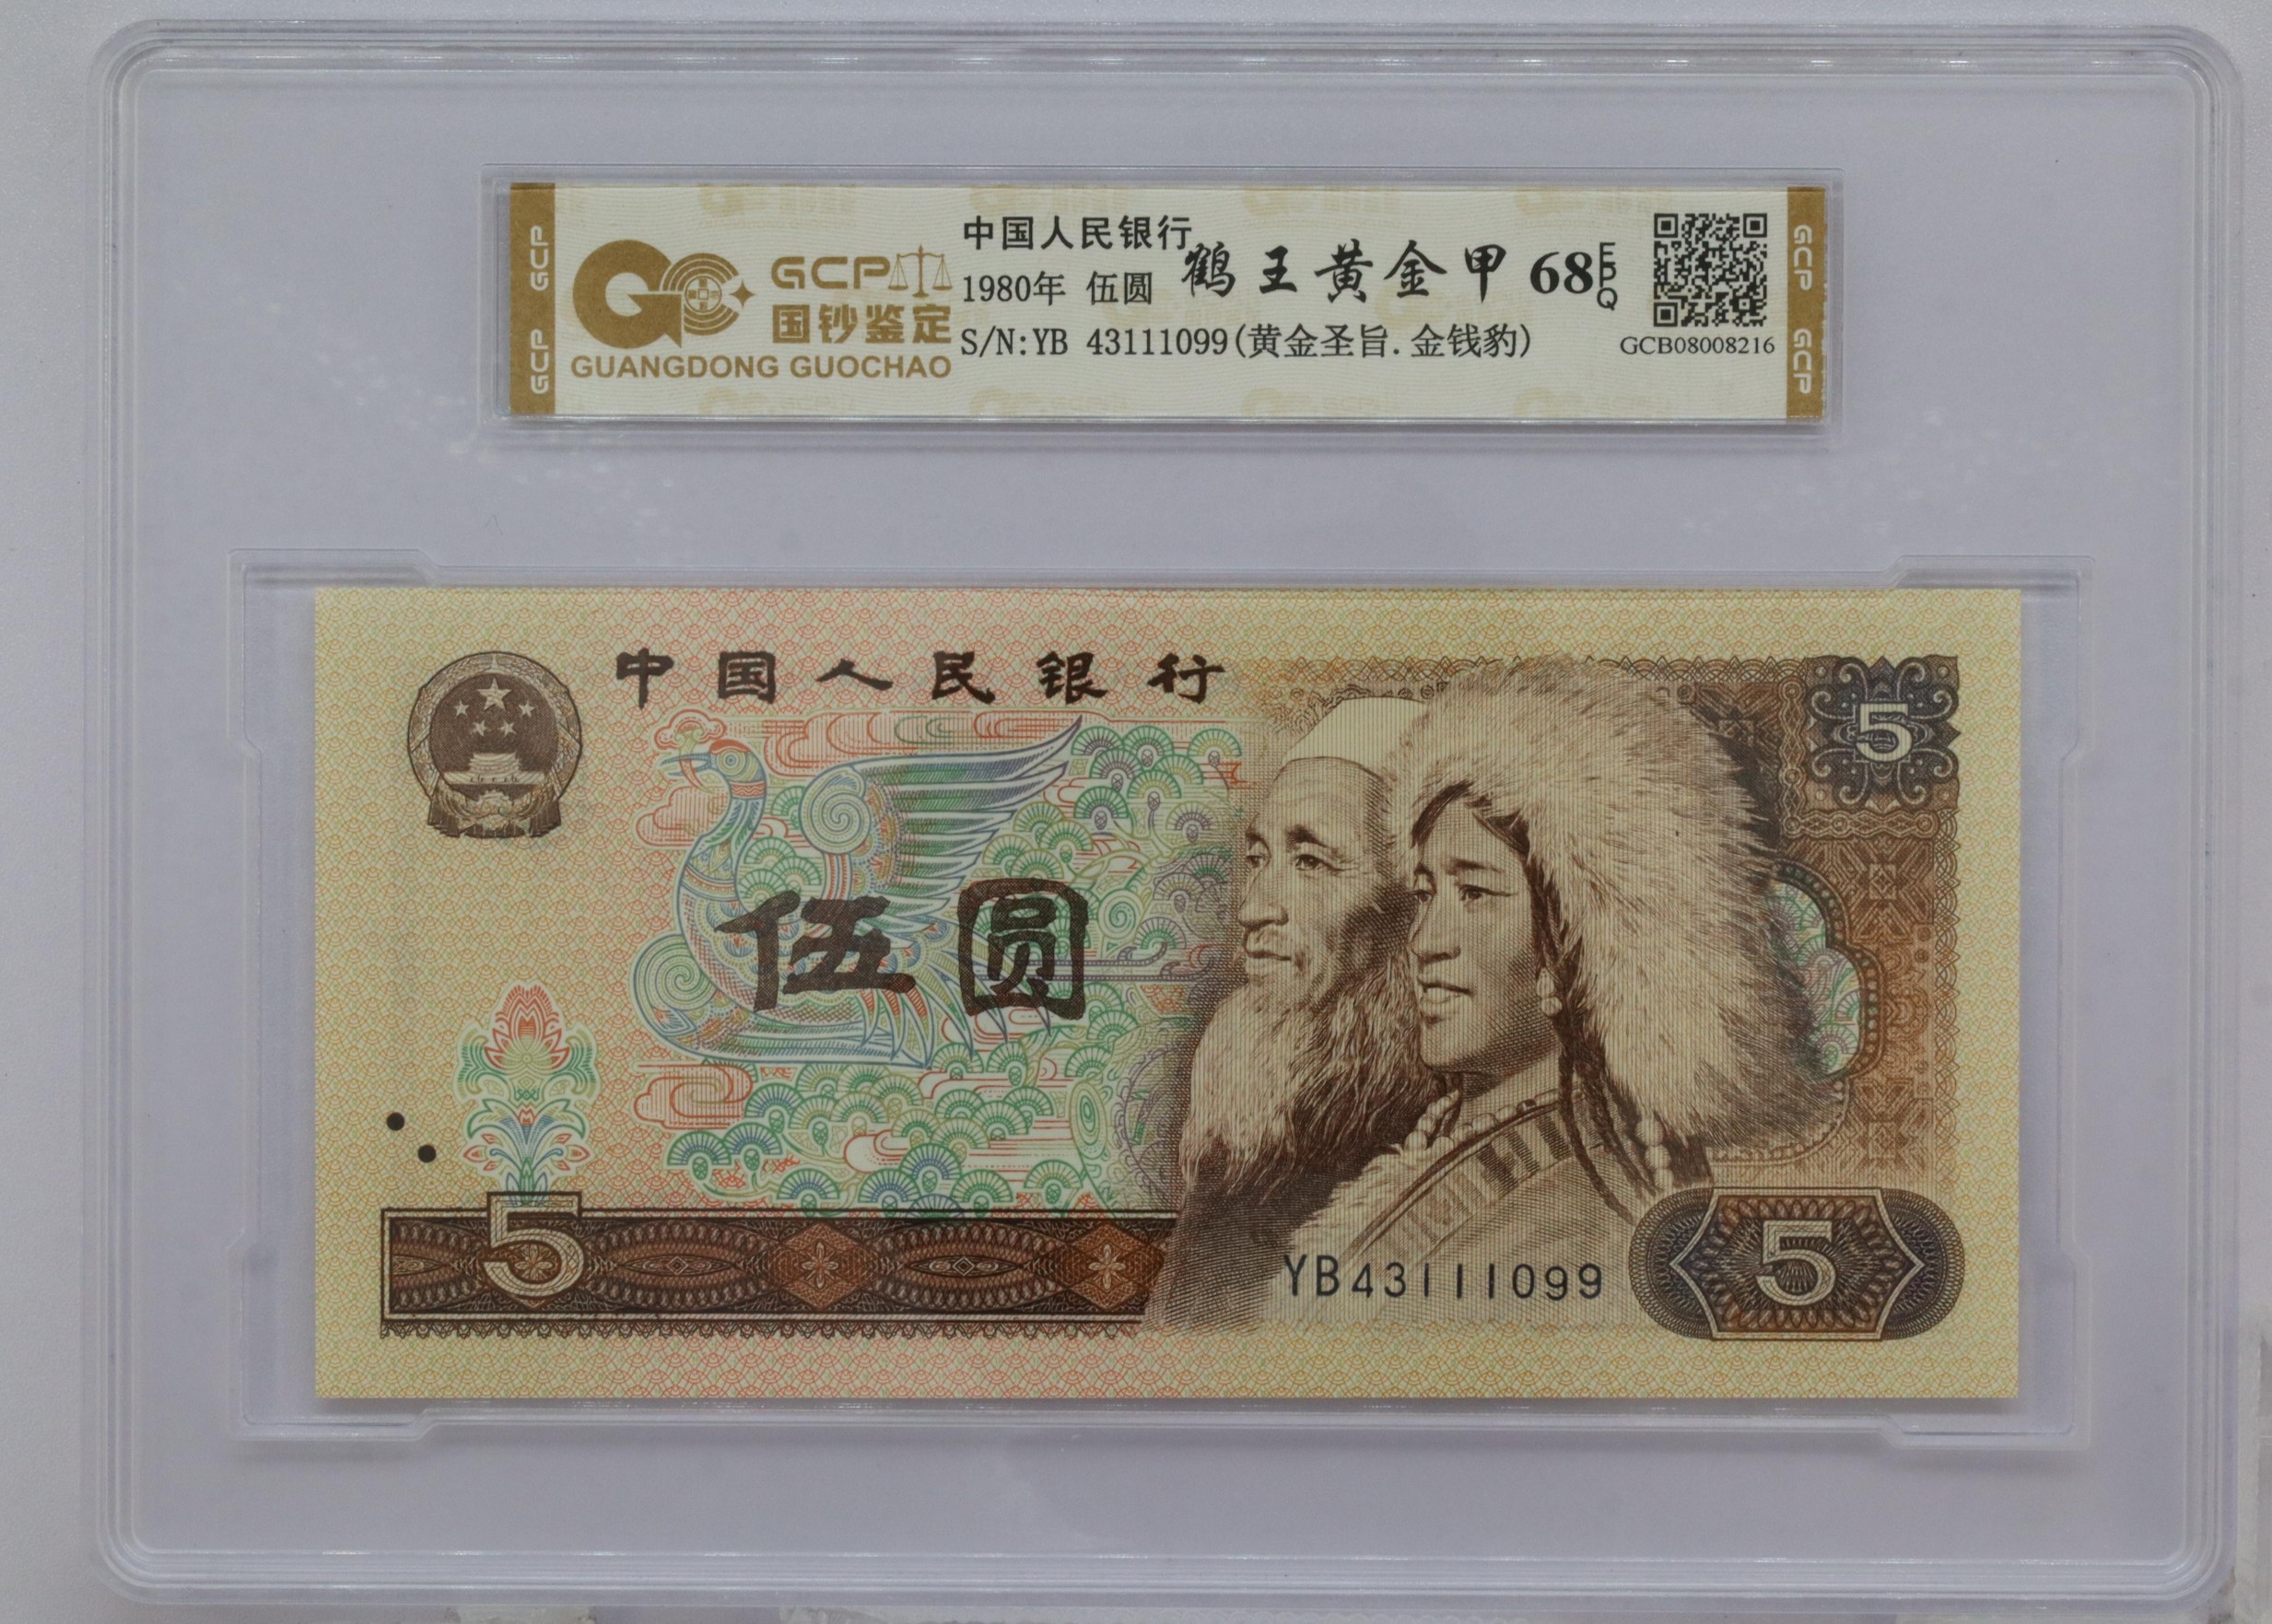 GCP GCP
GCP
国钞鉴定
GUANGDONG GUOCHAO
中国人民银行
1980年 伍圆
鹤王黄金甲 68 EPQ
S/N:YB 43111099(黄金圣旨.金钱豹)
GCB08008216
GCP GCP
中国人民银行
5
伍圆
5
YB43111099
5